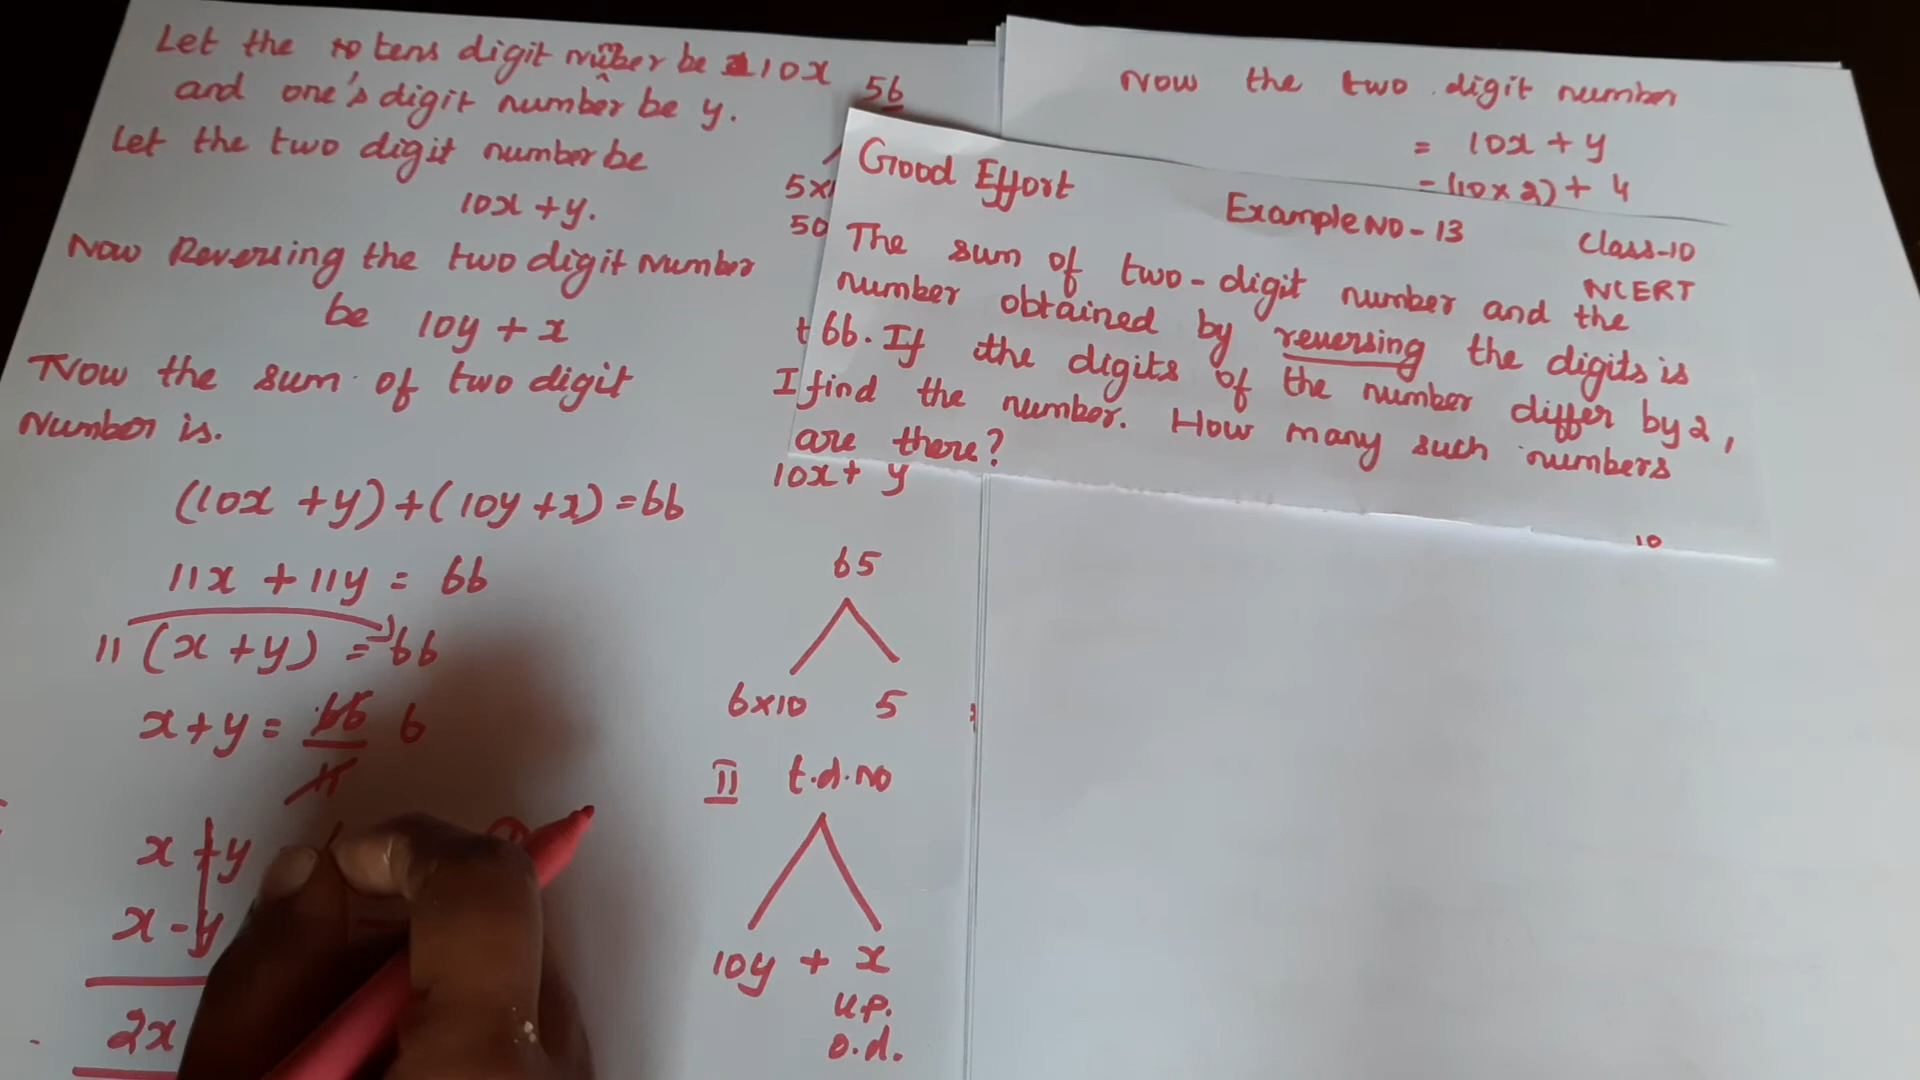 Let the to tens digit number be 10x
and one's digit number be y.
Let the two digit number be
10x + y.
Now Reversing the two digit Number
be 10y + x
Now the sum of two digit
Number is.
(10x + y) + (10y + x) = 66
11x + 11y = 66
11 (x + y) = 66
x + y = 66 6
11
x + y
x - y
2x
56
5x
50
10x + y
65
6x10 5
II t.d.no
10y + x
u.p.
o.d.
Now the two digit number
= 10x + y
= (10 x 2) + 4
Good Effort
Example NO - 13
Class-10
NCERT
The sum of two-digit number and the
number obtained by reversing the digits is
66. If the digits of the number differ by 2,
find the number. How many such numbers
are there?
10